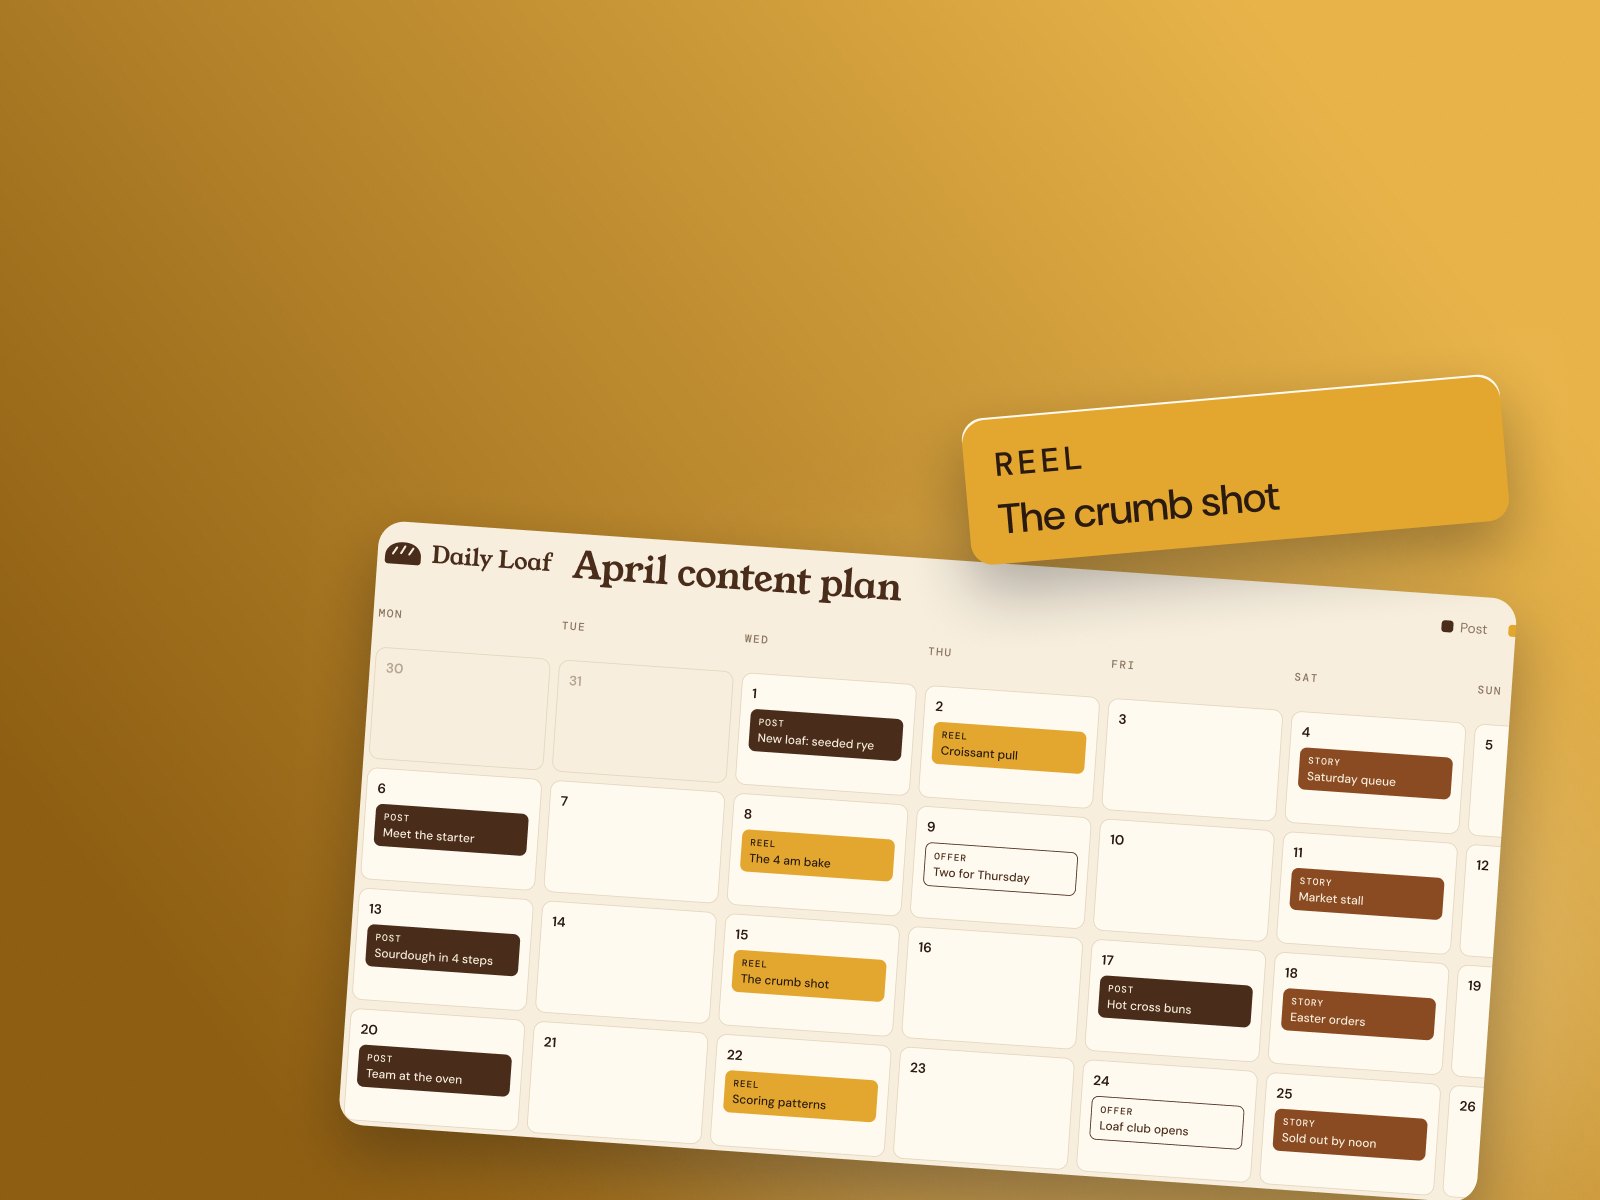 REEL
The crumb shot
Daily Loaf
April content plan
Post
MON
TUE
WED
THU
FRI
SAT
SUN
30
31
1
POST
New loaf: seeded rye
2
REEL
Croissant pull
3
4
STORY
Saturday queue
5
6
POST
Meet the starter
7
8
REEL
The 4 am bake
9
OFFER
Two for Thursday
10
11
STORY
Market stall
12
13
POST
Sourdough in 4 steps
14
15
REEL
The crumb shot
16
17
POST
Hot cross buns
18
STORY
Easter orders
19
20
POST
Team at the oven
21
22
REEL
Scoring patterns
23
24
OFFER
Loaf club opens
25
STORY
Sold out by noon
26